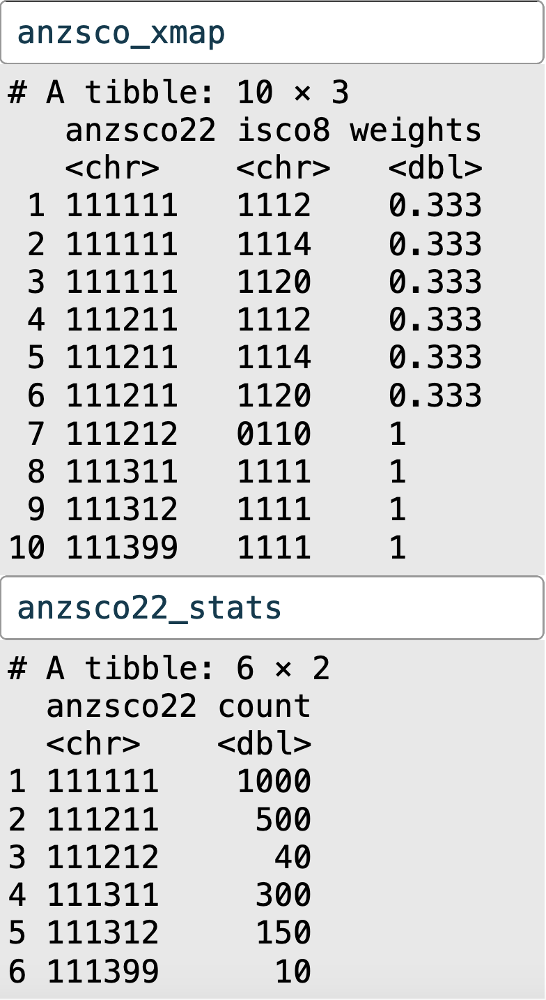 anzsco_xmap
# A tibble: 10 × 3
anzsco22 isco8 weights
<chr> <chr> <dbl>
1 111111 1112 0.333
2 111111 1114 0.333
3 111111 1120 0.333
4 111211 1112 0.333
5 111211 1114 0.333
6 111211 1120 0.333
7 111212 0110 1
8 111311 1111 1
9 111312 1111 1
10 111399 1111 1
anzsco22_stats
# A tibble: 6 × 2
anzsco22 count
<chr> <dbl>
1 111111 1000
2 111211 500
3 111212 40
4 111311 300
5 111312 150
6 111399 10